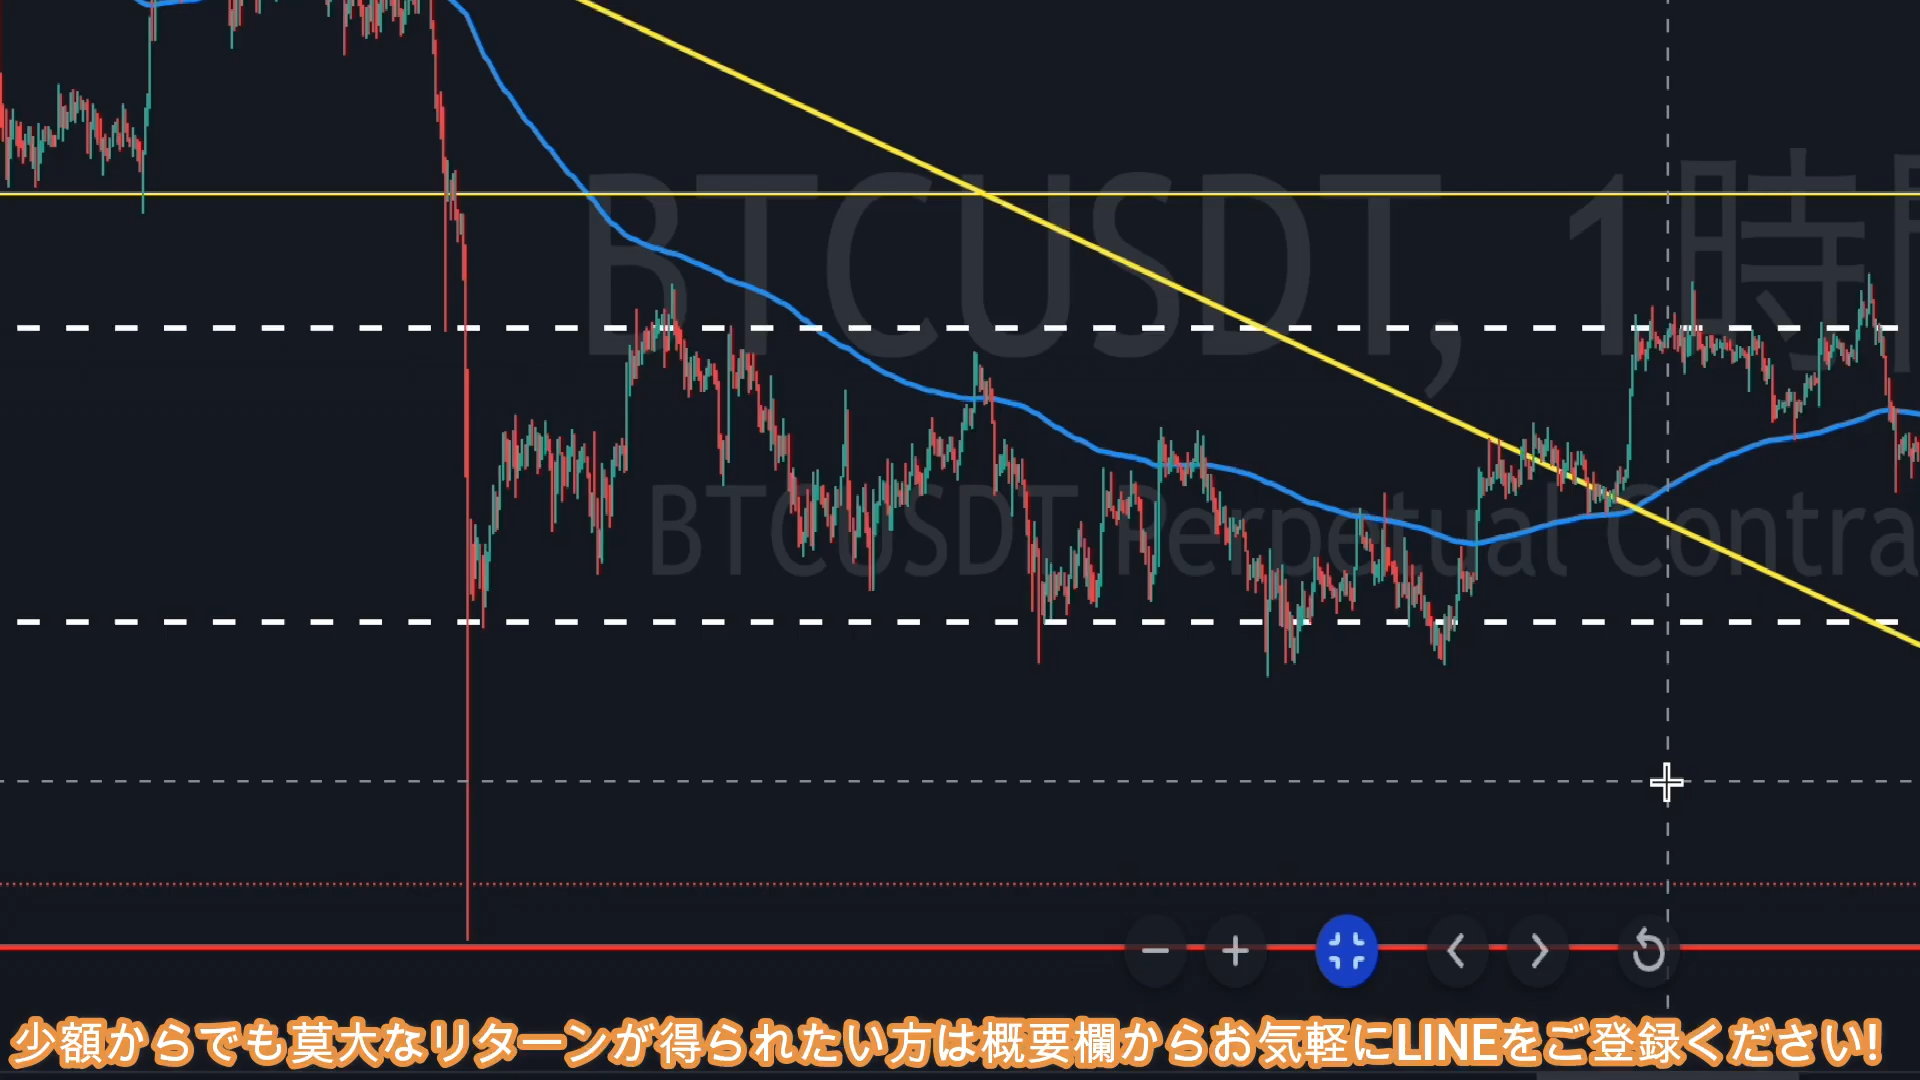 BTCUSDT, 1時間
BTCUSDT Perpetual Contra
少額からでも莫大なリターンが得られたい方は概要欄からお気軽にLINEをご登録ください!